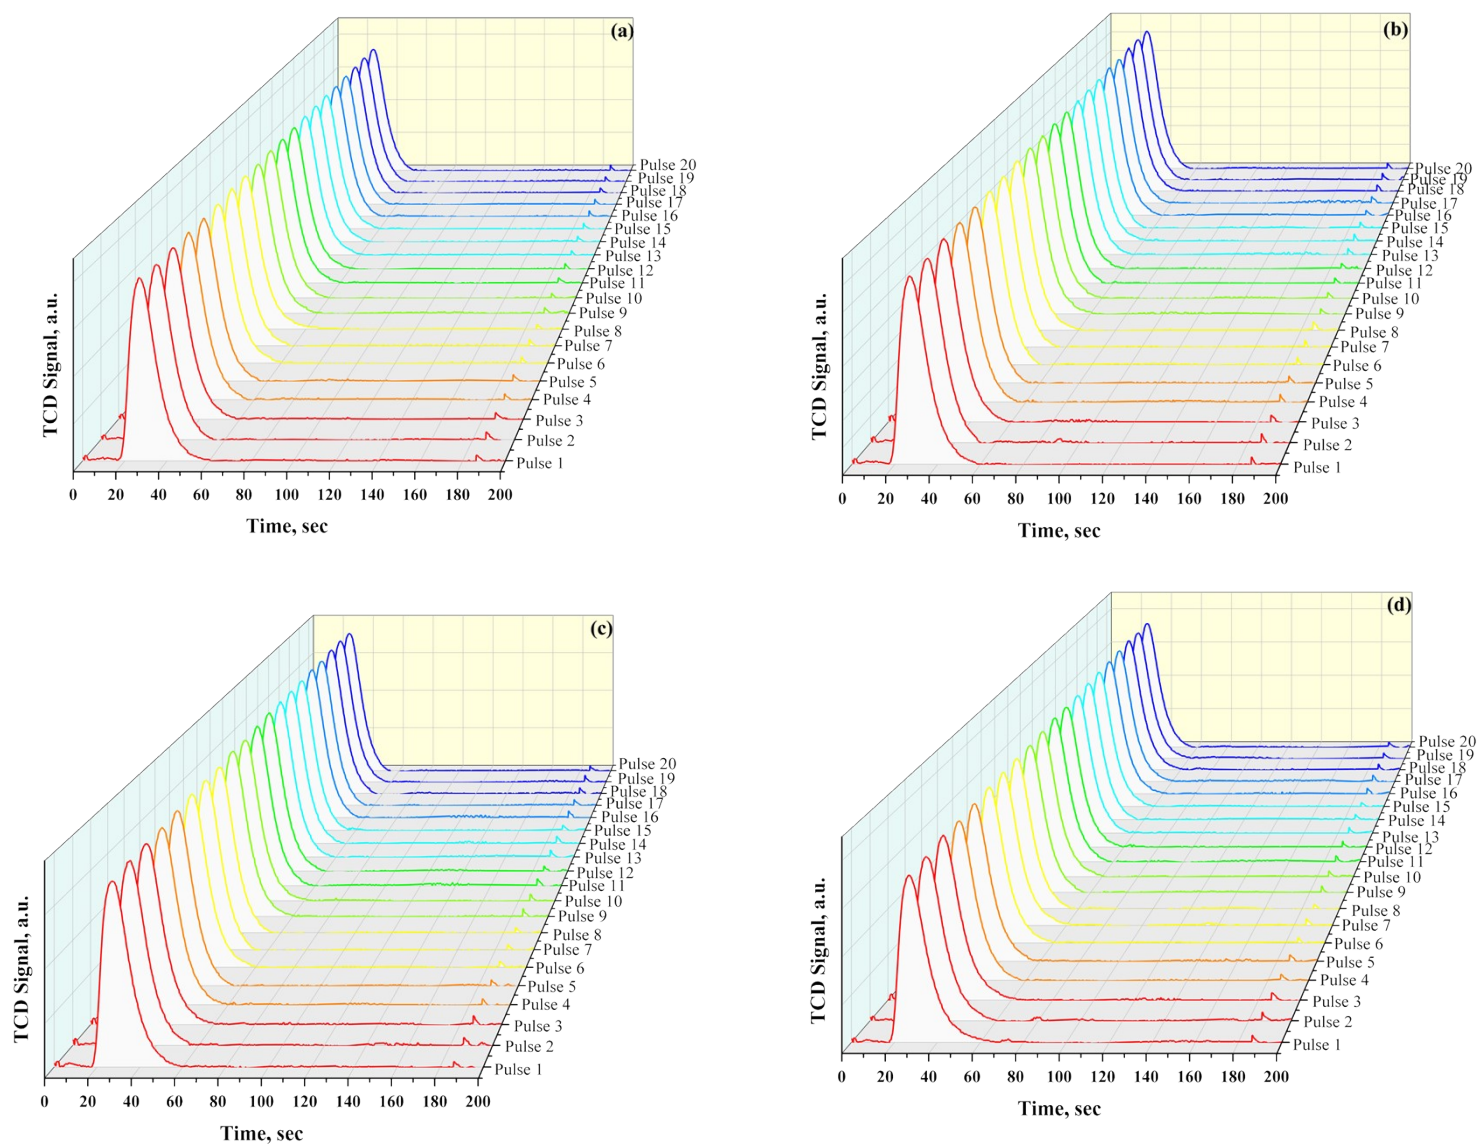 (a)
Pulse 20
Pulse 19
Pulse 18
Pulse 17
Pulse 16
Pulse 15
Pulse 14
Pulse 13
Pulse 12
Pulse 11
Pulse 10
Pulse 9
Pulse 8
Pulse 7
Pulse 6
Pulse 5
Pulse 4
Pulse 3
Pulse 2
Pulse 1
TCD Signal, a.u.
0 20 40 60 80 100 120 140 160 180 200
Time, sec
(b)
Pulse 20
Pulse 19
Pulse 18
Pulse 17
Pulse 16
Pulse 15
Pulse 14
Pulse 13
Pulse 12
Pulse 11
Pulse 10
Pulse 9
Pulse 8
Pulse 7
Pulse 6
Pulse 5
Pulse 4
Pulse 3
Pulse 2
Pulse 1
TCD Signal, a.u.
0 20 40 60 80 100 120 140 160 180 200
Time, sec
(c)
Pulse 20
Pulse 19
Pulse 18
Pulse 17
Pulse 16
Pulse 15
Pulse 14
Pulse 13
Pulse 12
Pulse 11
Pulse 10
Pulse 9
Pulse 8
Pulse 7
Pulse 6
Pulse 5
Pulse 4
Pulse 3
Pulse 2
Pulse 1
TCD Signal, a.u.
0 20 40 60 80 100 120 140 160 180 200
Time, sec
(d)
Pulse 20
Pulse 19
Pulse 18
Pulse 17
Pulse 16
Pulse 15
Pulse 14
Pulse 13
Pulse 12
Pulse 11
Pulse 10
Pulse 9
Pulse 8
Pulse 7
Pulse 6
Pulse 5
Pulse 4
Pulse 3
Pulse 2
Pulse 1
TCD Signal, a.u.
0 20 40 60 80 100 120 140 160 180 200
Time, sec